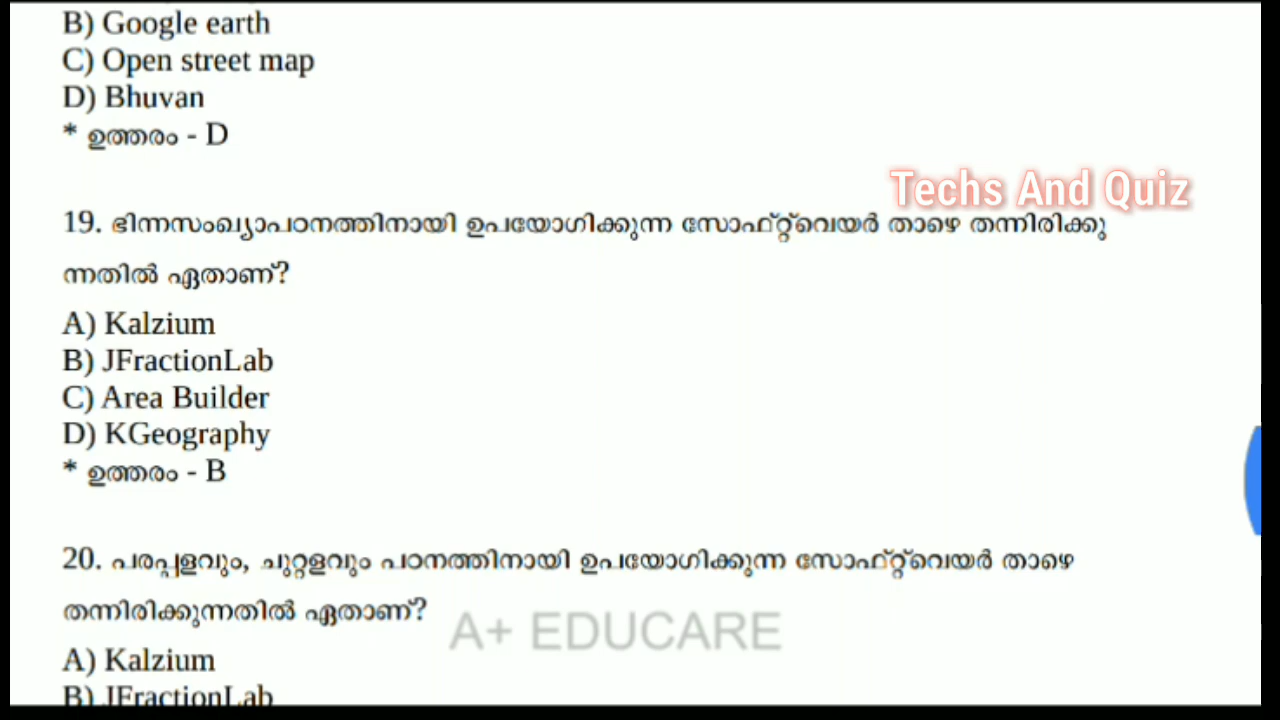 B) Google earth
C) Open street map
D) Bhuvan
* ഉത്തരം - D
Techs And Quiz
19. ഭിന്നസംഖ്യാപഠനത്തിനായി ഉപയോഗിക്കുന്ന സോഫ്റ്റ്‌വെയർ താഴെ തന്നിരിക്കു
ന്നതിൽ ഏതാണ്?
A) Kalzium
B) JFractionLab
C) Area Builder
D) KGeography
* ഉത്തരം - B
20. പരപ്പളവും, ചുറ്റളവും പഠനത്തിനായി ഉപയോഗിക്കുന്ന സോഫ്റ്റ്‌വെയർ താഴെ
തന്നിരിക്കുന്നതിൽ ഏതാണ്?
A+ EDUCARE
A) Kalzium
B) JFractionLab